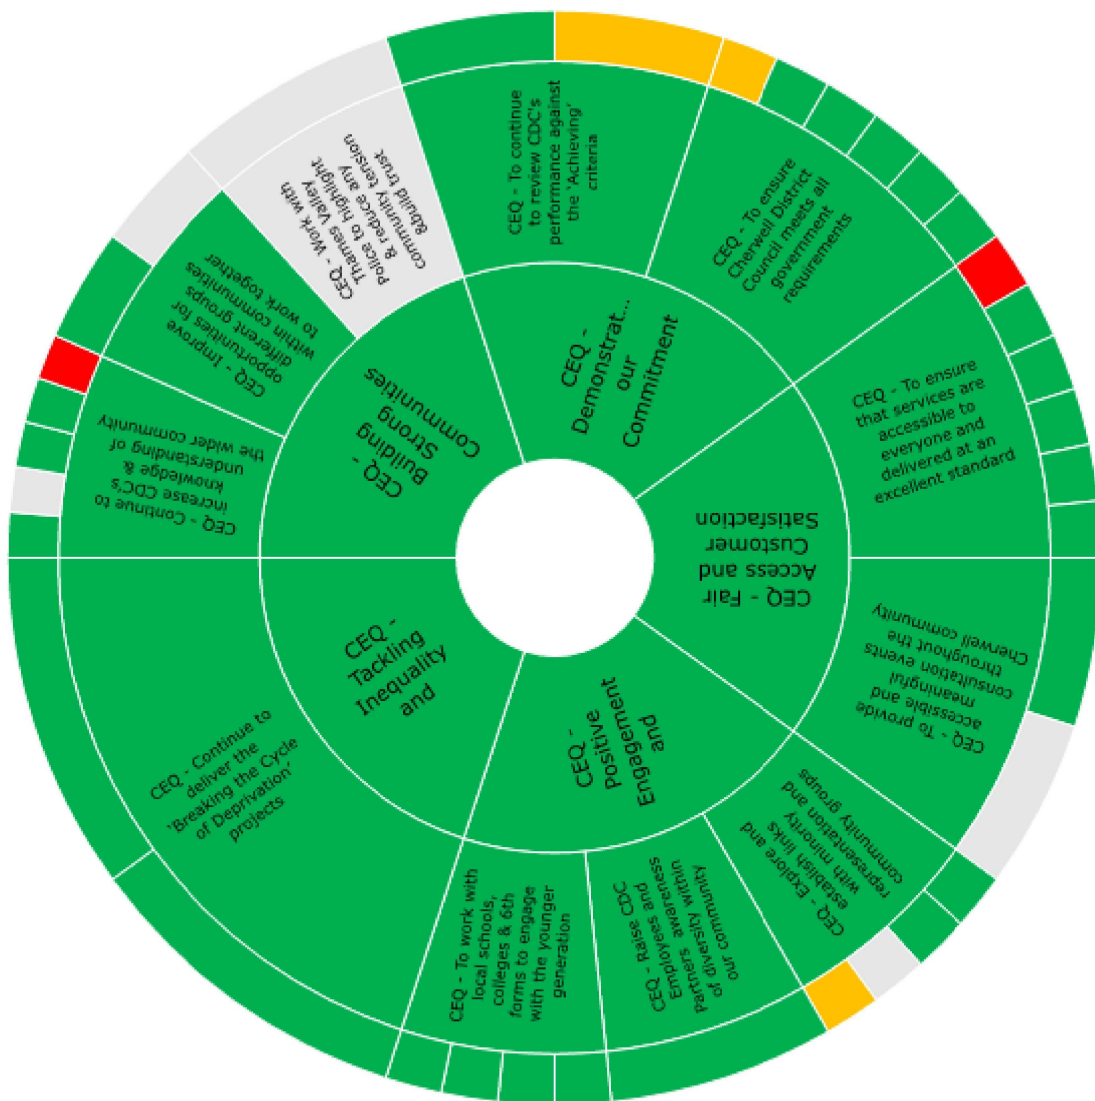 CEQ - To continue
to review CDC's
performance against
the 'Achieving'
criteria
CEQ - To ensure
Cherwell District
Council meets all
government
requirements
CEQ - To ensure
that services are
accessible to
everyone and
delivered at an
excellent standard
CEQ - To provide
accessible and
meaningful
consultation events
throughout the
Cherwell community
CEQ - Explore and
establish links
with minority
representation and
community groups
CEQ - Raise CDC
Employees and
Partners awareness
of diversity within
our community
CEQ - To work with
local schools,
colleges & 6th
forms to engage
with the younger
generation
CEQ - Continue to
deliver the
'Breaking the Cycle
of Deprivation'
projects
CEQ - Continue to
increase CDC's
knowledge &
understanding of
the wider community
CEQ - Improve
opportunities for
different groups
within communities
to work together
CEQ - Work with
Thames Valley
Police to highlight
& reduce any
community tension
&build trust
CEQ -
Demonstrat...
our
Commitment
CEQ - Fair
Access and
Customer
Satisfaction
CEQ -
Positive
and
Engagement
CEQ -
Tackling
Inequality
and
CEQ -
Building
Strong
Communities